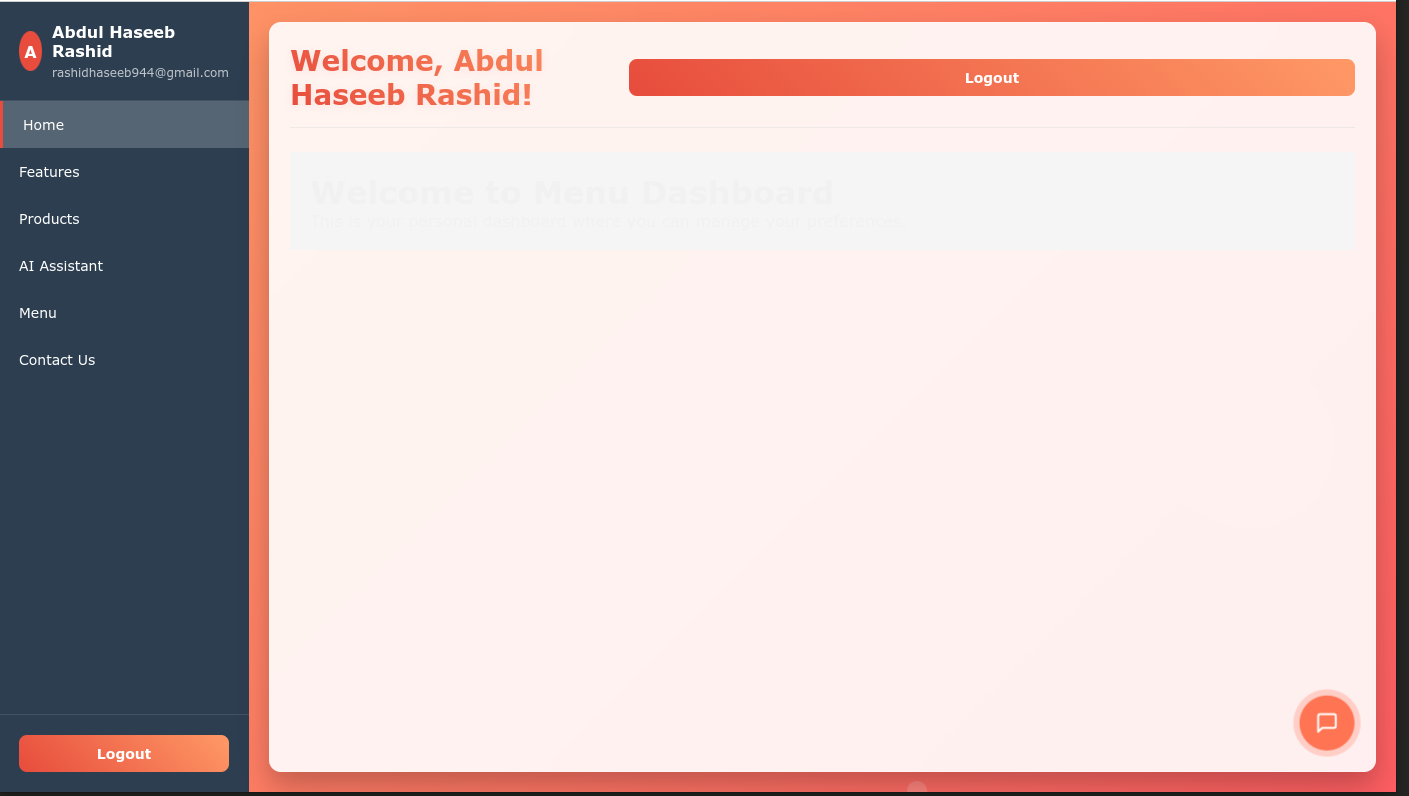 A
Abdul Haseeb
Rashid
rashidhaseeb944@gmail.com
Home
Features
Products
AI Assistant
Menu
Contact Us
Logout
Welcome, Abdul
Haseeb Rashid!
Logout
Welcome to Menu Dashboard
This is your personal dashboard where you can manage your preferences.